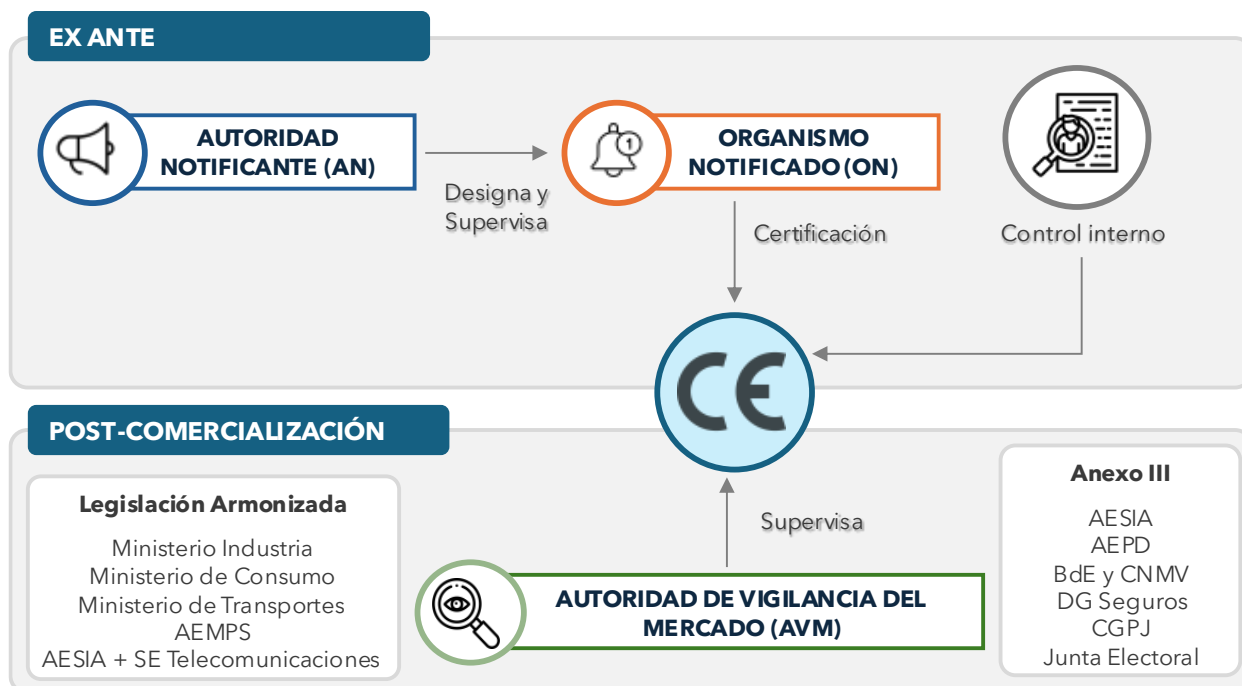 EX ANTE
AUTORIDAD
NOTIFICANTE (AN)
Designa y
Supervisa
1
ORGANISMO
NOTIFICADO (ON)
Certificación
Control interno
CE
POST-COMERCIALIZACIÓN
Legislación Armonizada
Ministerio Industria
Ministerio de Consumo
Ministerio de Transportes
AEMPS
AESIA + SE Telecomunicaciones
Supervisa
AUTORIDAD DE VIGILANCIA DEL
MERCADO (AVM)
Anexo III
AESIA
AEPD
BdE y CNMV
DG Seguros
CGPJ
Junta Electoral